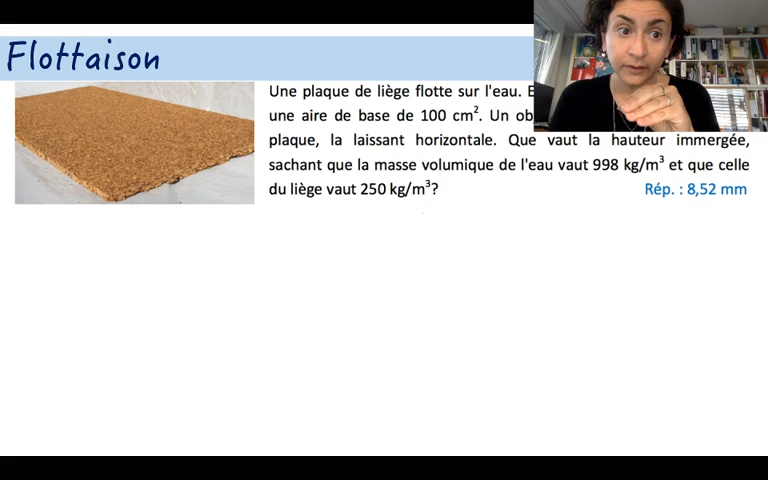 Flottaison
Une plaque de liège flotte sur l'eau.
une aire de base de 100 cm². Un
plaque, la laissant horizontale. Que vaut la hauteur immergée,
sachant que la masse volumique de l'eau vaut 998 kg/m³ et que celle
du liège vaut 250 kg/m³?
Rép. : 8,52 mm